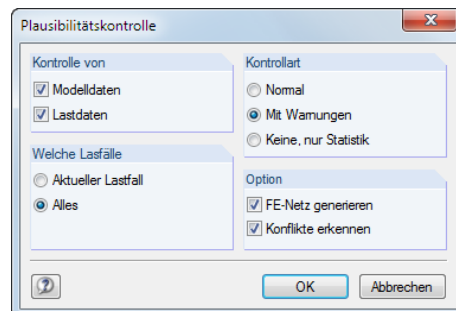 Plausibilitätskontrolle
Kontrolle von
Modelldaten
Lastdaten
Welche Lasfälle
Aktueller Lastfall
Alles
Kontrollart
Normal
Mit Warnungen
Keine, nur Statistik
Option
FE-Netz generieren
Konflikte erkennen
OK
Abbrechen